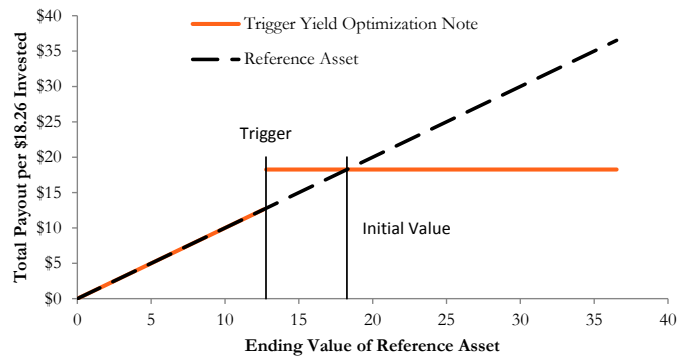 Trigger Yield Optimization Note
Reference Asset
Total Payout per $18.26 Invested
$40
$35
$30
$25
$20
$15
$10
$5
$0
Trigger
Initial Value
0 5 10 15 20 25 30 35 40
Ending Value of Reference Asset